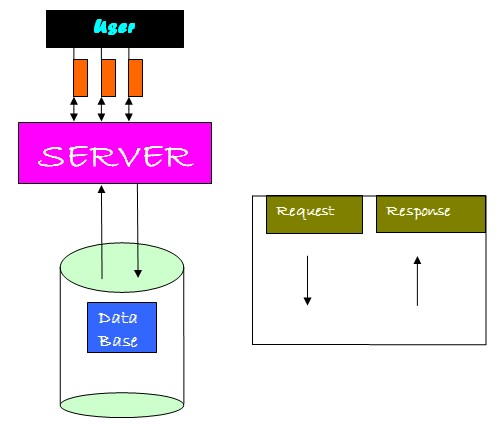 User
SERVER
Request
Response
Data
Base